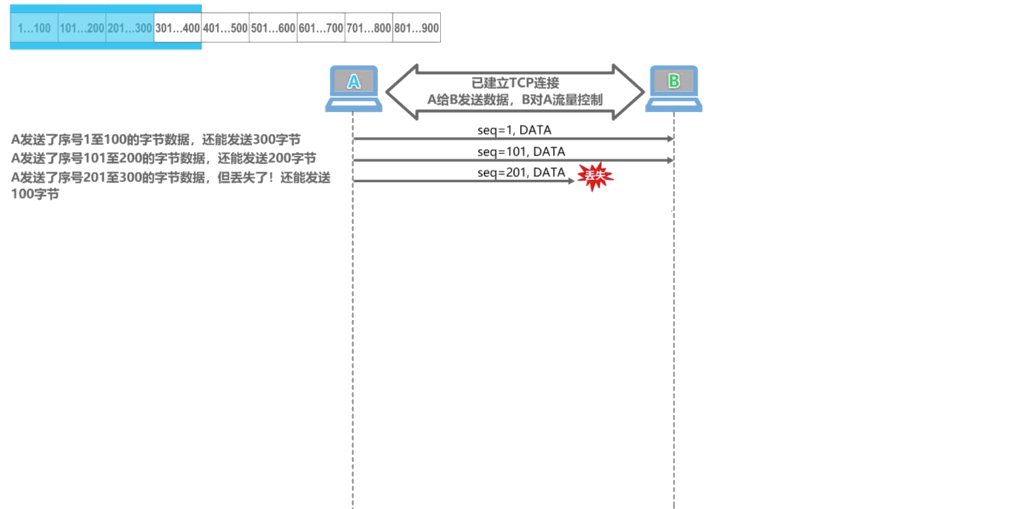 1...100 101...200 201...300 301...400 401...500 501...600 601...700 701...800 801...900
A
B
已建立TCP连接
A给B发送数据，B对A流量控制
A发送了序号1至100的字节数据，还能发送300字节
seq=1, DATA
A发送了序号101至200的字节数据，还能发送200字节
seq=101, DATA
A发送了序号201至300的字节数据，但丢失了！还能发送
100字节
seq=201, DATA
丢失